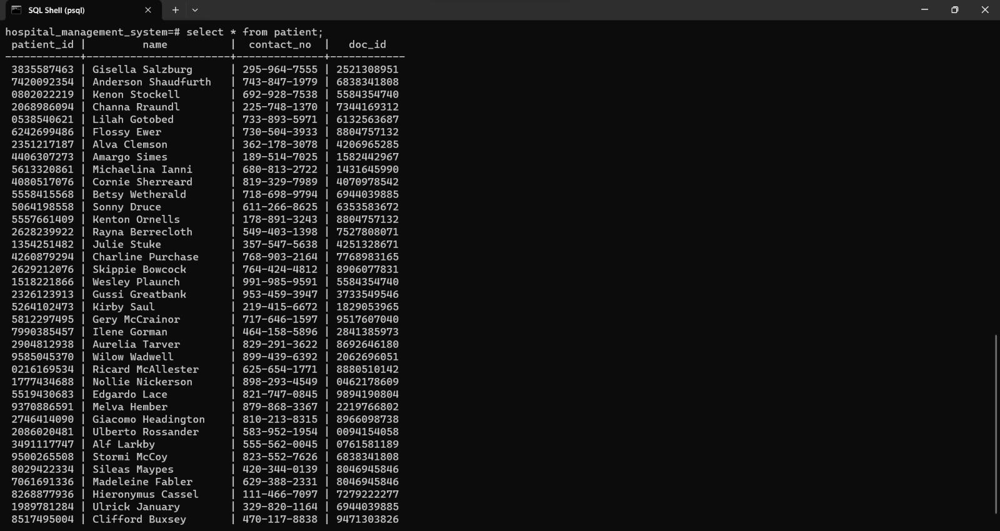 SQL Shell (psql)
hospital_management_system=# select * from patient;
 patient_id |         name          |  contact_no  |   doc_id
------------+-----------------------+--------------+------------
 3835587463 | Gisella Salzburg      | 295-964-7555 | 2521308951
 7420092354 | Anderson Shaudfurth   | 743-847-1979 | 6838341808
 0802022219 | Kenon Stockell        | 692-928-7538 | 5584354740
 2068986094 | Channa Rraundl        | 225-748-1370 | 7344169312
 0538540621 | Lilah Gotobed         | 733-893-5971 | 6132563687
 6242699486 | Flossy Ewer           | 730-504-3933 | 8804757132
 2351217187 | Alva Clemson          | 362-178-3078 | 4206965285
 4406307273 | Amargo Simes          | 189-514-7025 | 1582442967
 5613320861 | Michaelina Ianni      | 680-813-2722 | 1431645990
 4080517076 | Cornie Sherreard      | 819-329-7989 | 4070978542
 5558415568 | Betsy Wetherald       | 718-698-9794 | 6944039885
 5064198558 | Sonny Druce           | 611-266-8625 | 6353583672
 5557661409 | Kenton Ornells        | 178-891-3243 | 8804757132
 2628239922 | Rayna Berrecloth      | 549-403-1398 | 7527808071
 1354251482 | Julie Stuke           | 357-547-5638 | 4251328671
 4260879294 | Charline Purchase     | 768-903-2164 | 7768983165
 2629212076 | Skippie Bowcock       | 764-424-4812 | 8906077831
 1518221866 | Wesley Plaunch        | 991-985-9591 | 5584354740
 2326123913 | Gussi Greatbank       | 953-459-3947 | 3733549546
 5264102473 | Kirby Saul            | 219-415-6672 | 1829053965
 5812297495 | Gery McCrainor        | 717-646-1597 | 9517607040
 7990385457 | Ilene Gorman          | 464-158-5896 | 2841385973
 2904812938 | Aurelia Tarver        | 829-291-3622 | 8692646180
 9585045370 | Wilow Wadwell         | 899-439-6392 | 2062696051
 0216169534 | Ricard McAllester     | 625-654-1771 | 8880510142
 1777434688 | Nollie Nickerson      | 898-293-4549 | 0462178609
 5519430683 | Edgardo Lace          | 821-747-0845 | 9894190804
 9370886591 | Melva Hember          | 879-868-3367 | 2219766802
 2746414090 | Giacomo Headington    | 810-213-8315 | 8966098738
 2086020481 | Ulberto Rossander     | 583-952-1954 | 0094154058
 3491117747 | Alf Larkby            | 555-562-0045 | 0761581189
 9500265508 | Stormi McCoy          | 823-552-7626 | 6838341808
 8029422334 | Sileas Maypes         | 420-344-0139 | 8046945846
 7061691336 | Madeleine Fabler      | 629-388-2331 | 8046945846
 8268877936 | Hieronymus Cassel     | 111-466-7097 | 7279222277
 1989781284 | Ulrick January        | 329-820-1164 | 6944039885
 8517495004 | Clifford Buxsey       | 470-117-8838 | 9471303826